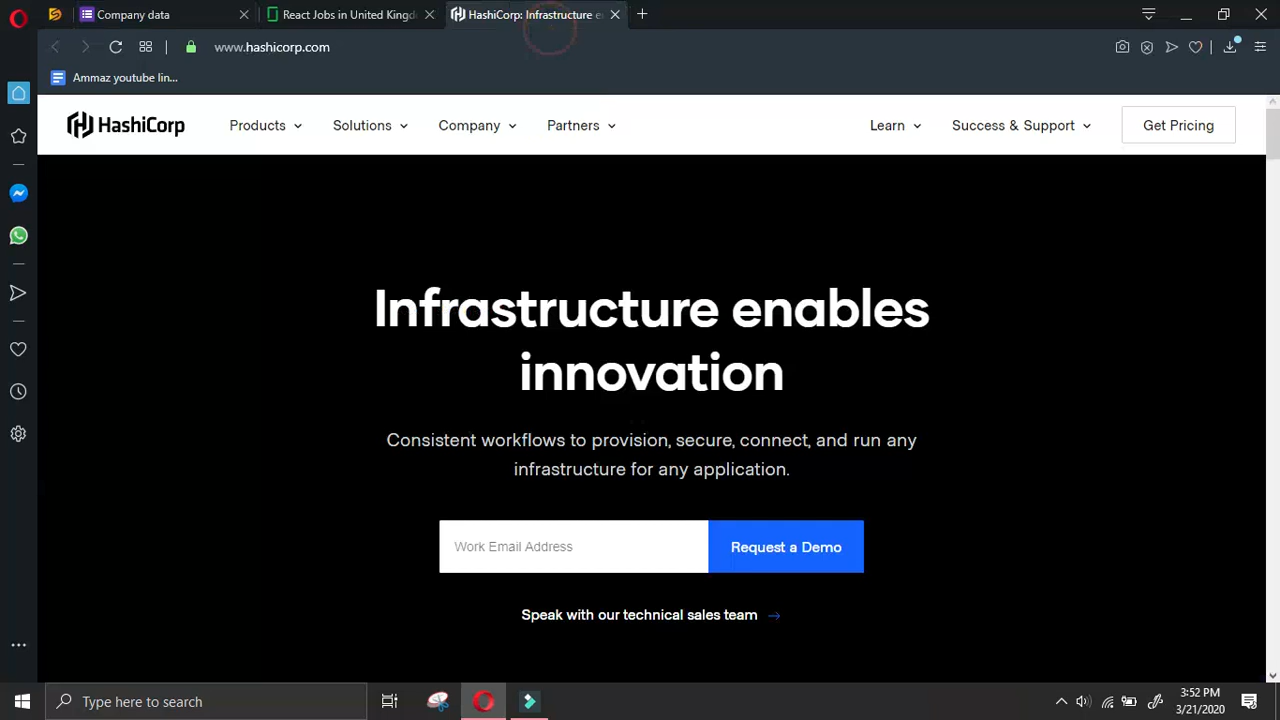 Company data
React Jobs in United Kingd
HashiCorp: Infrastructure e
www.hashicorp.com
Ammaz youtube lin...
HashiCorp
Products
Solutions
Company
Partners
Learn
Success & Support
Get Pricing
Infrastructure enables
innovation
Consistent workflows to provision, secure, connect, and run any
infrastructure for any application.
Work Email Address
Request a Demo
Speak with our technical sales team →
Type here to search
3:52 PM
3/21/2020